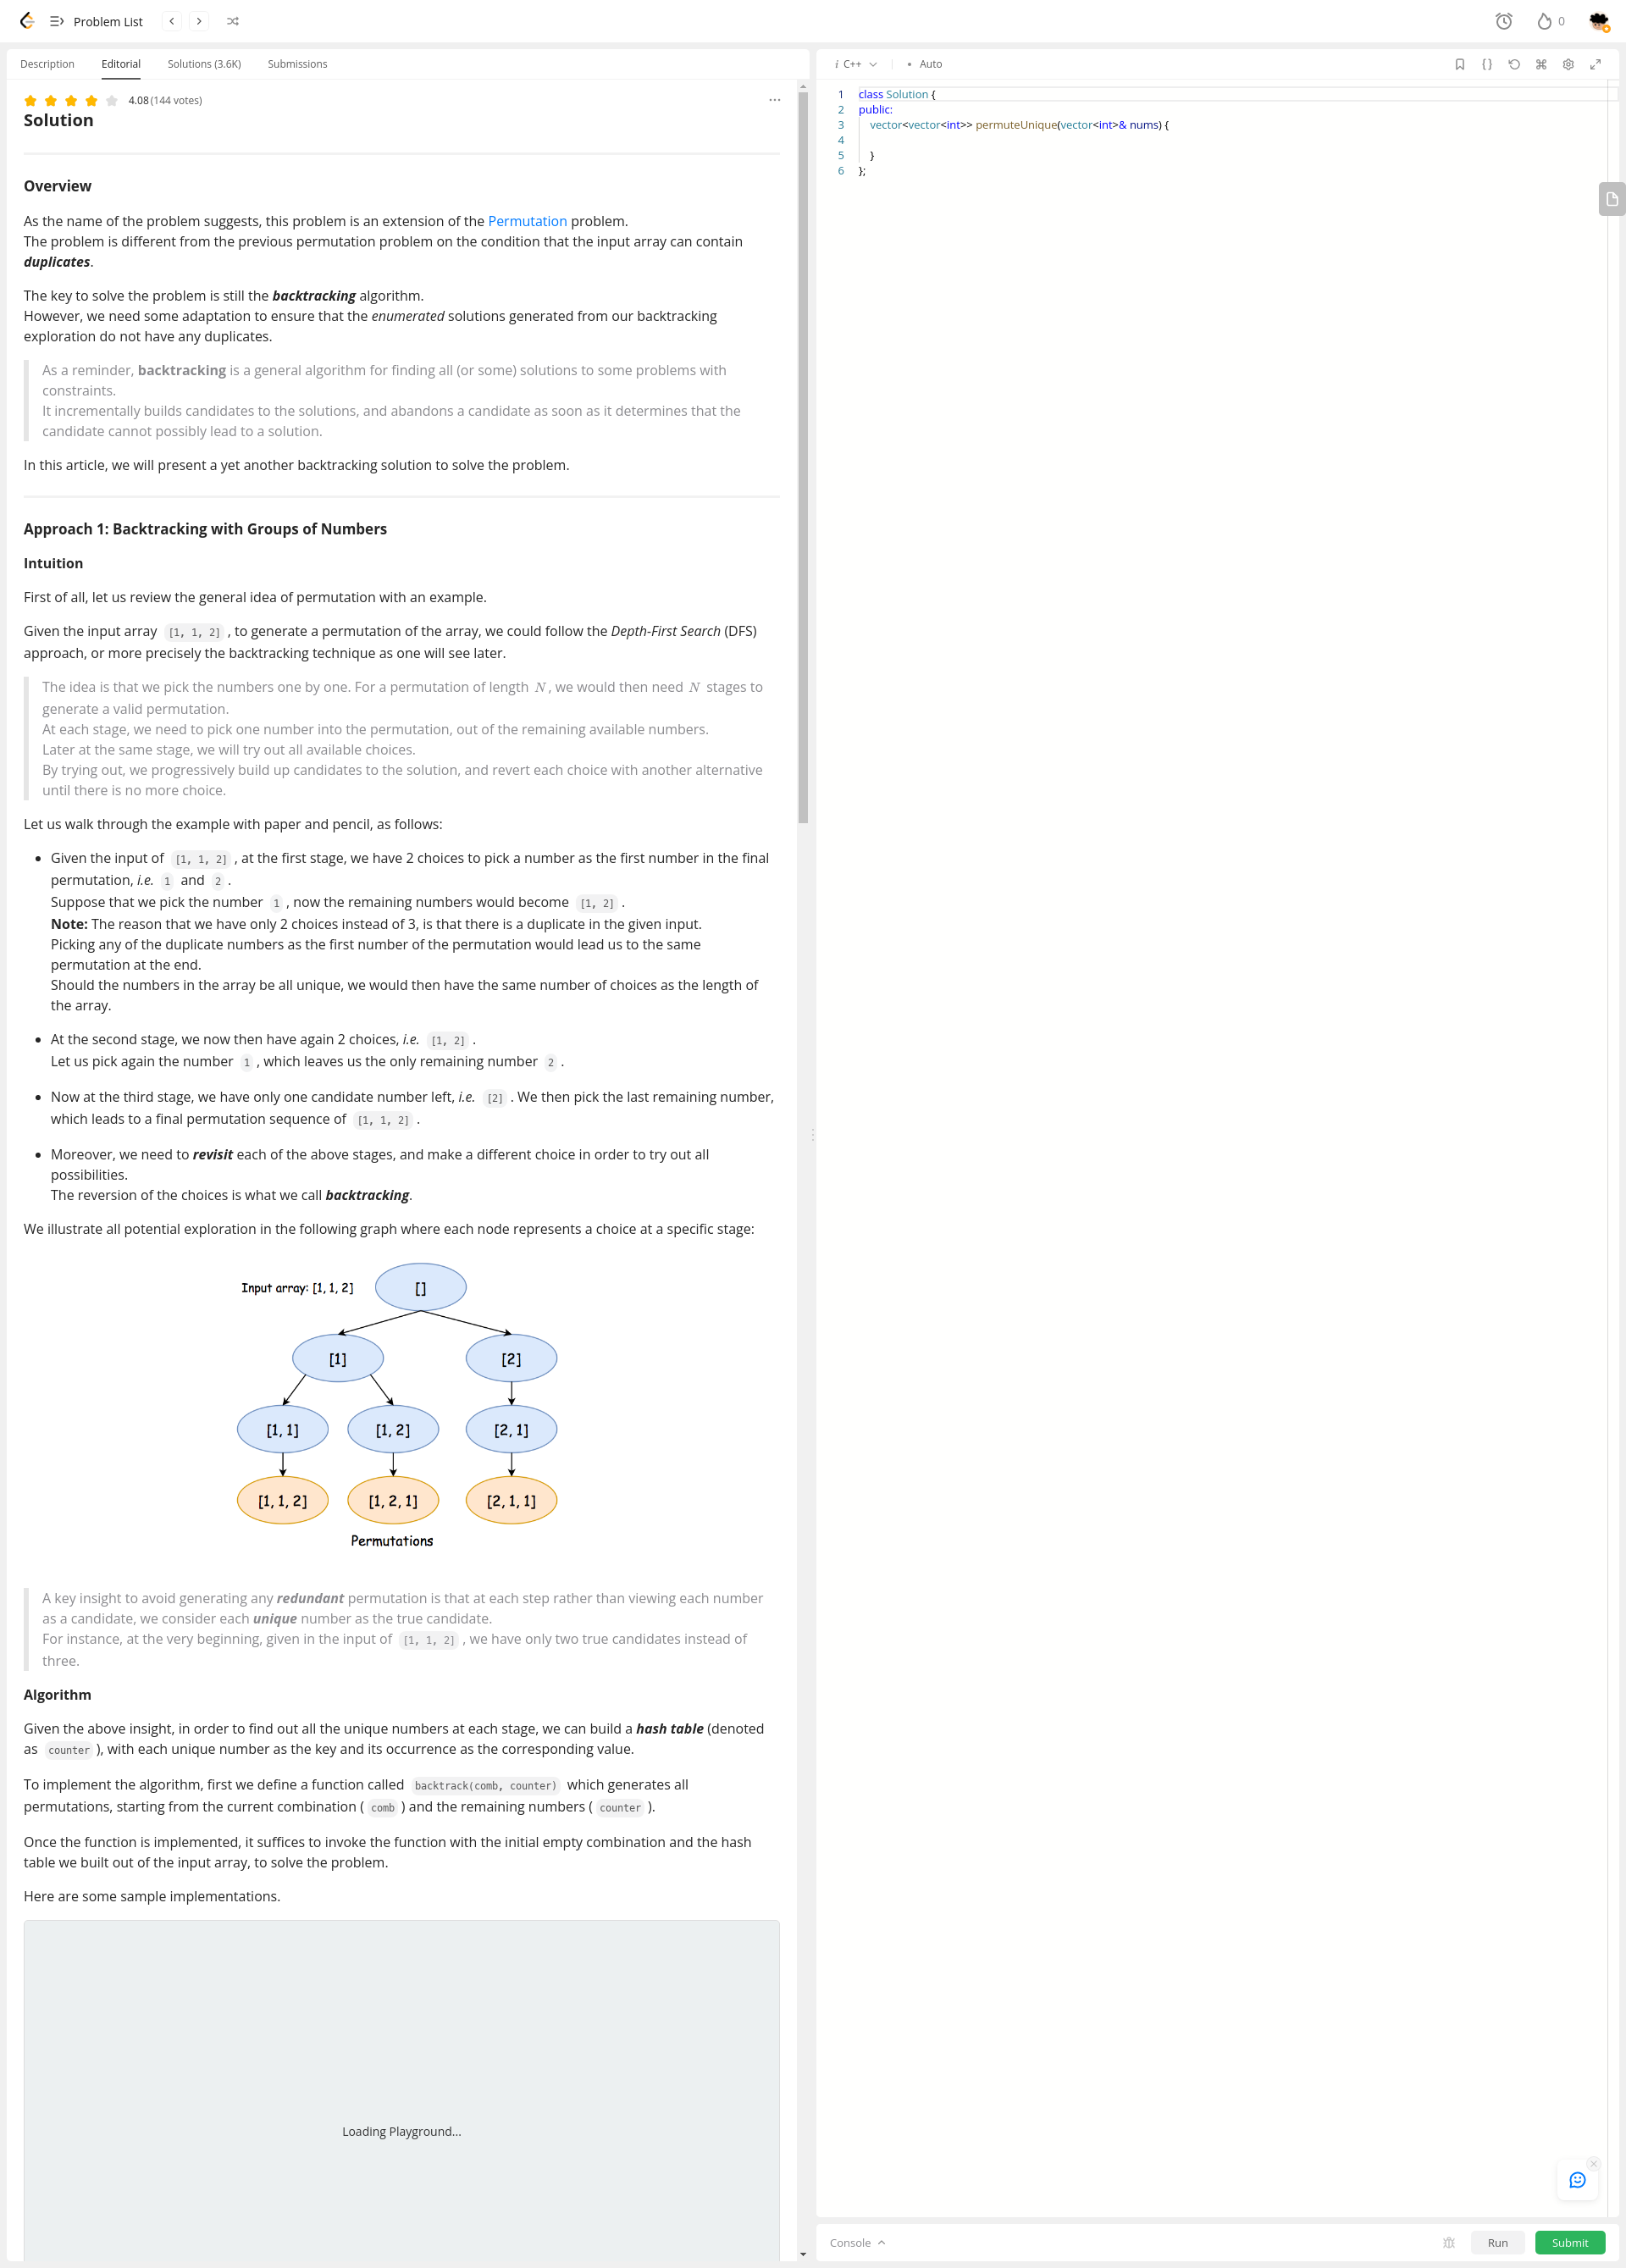 Problem List
0
Description Editorial Solutions (3.6K) Submissions
4.08 (144 votes)
Solution
Overview
As the name of the problem suggests, this problem is an extension of the Permutation problem.
The problem is different from the previous permutation problem on the condition that the input array can contain
duplicates.
The key to solve the problem is still the backtracking algorithm.
However, we need some adaptation to ensure that the enumerated solutions generated from our backtracking
exploration do not have any duplicates.
As a reminder, backtracking is a general algorithm for finding all (or some) solutions to some problems with
constraints.
It incrementally builds candidates to the solutions, and abandons a candidate as soon as it determines that the
candidate cannot possibly lead to a solution.
In this article, we will present a yet another backtracking solution to solve the problem.
Approach 1: Backtracking with Groups of Numbers
Intuition
First of all, let us review the general idea of permutation with an example.
Given the input array [1, 1, 2] , to generate a permutation of the array, we could follow the Depth-First Search (DFS)
approach, or more precisely the backtracking technique as one will see later.
The idea is that we pick the numbers one by one. For a permutation of length N, we would then need N stages to
generate a valid permutation.
At each stage, we need to pick one number into the permutation, out of the remaining available numbers.
Later at the same stage, we will try out all available choices.
By trying out, we progressively build up candidates to the solution, and revert each choice with another alternative
until there is no more choice.
Let us walk through the example with paper and pencil, as follows:
• Given the input of [1, 1, 2] , at the first stage, we have 2 choices to pick a number as the first number in the final
permutation, i.e. 1 and 2 .
Suppose that we pick the number 1 , now the remaining numbers would become [1, 2] .
Note: The reason that we have only 2 choices instead of 3, is that there is a duplicate in the given input.
Picking any of the duplicate numbers as the first number of the permutation would lead us to the same
permutation at the end.
Should the numbers in the array be all unique, we would then have the same number of choices as the length of
the array.
• At the second stage, we now then have again 2 choices, i.e. [1, 2] .
Let us pick again the number 1 , which leaves us the only remaining number 2 .
• Now at the third stage, we have only one candidate number left, i.e. [2] . We then pick the last remaining number,
which leads to a final permutation sequence of [1, 1, 2] .
• Moreover, we need to revisit each of the above stages, and make a different choice in order to try out all
possibilities.
The reversion of the choices is what we call backtracking.
We illustrate all potential exploration in the following graph where each node represents a choice at a specific stage:
Input array: [1, 1, 2] []
[1] [2]
[1, 1] [1, 2] [2, 1]
[1, 1, 2] [1, 2, 1] [2, 1, 1]
Permutations
A key insight to avoid generating any redundant permutation is that at each step rather than viewing each number
as a candidate, we consider each unique number as the true candidate.
For instance, at the very beginning, given in the input of [1, 1, 2] , we have only two true candidates instead of
three.
Algorithm
Given the above insight, in order to find out all the unique numbers at each stage, we can build a hash table (denoted
as counter ), with each unique number as the key and its occurrence as the corresponding value.
To implement the algorithm, first we define a function called backtrack(comb, counter) which generates all
permutations, starting from the current combination ( comb ) and the remaining numbers ( counter ).
Once the function is implemented, it suffices to invoke the function with the initial empty combination and the hash
table we built out of the input array, to solve the problem.
Here are some sample implementations.
Loading Playground...
i C++ • Auto
1 class Solution {
2 public:
3 vector<vector<int>> permuteUnique(vector<int>& nums) {
4
5 }
6 };
Console Run Submit